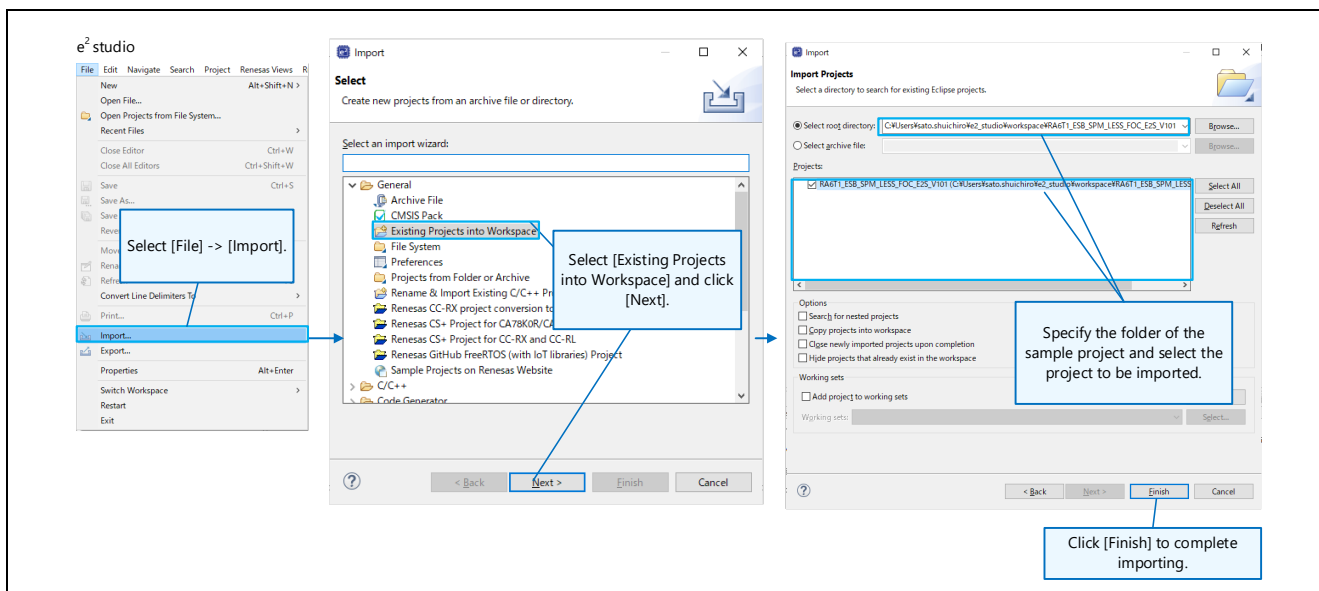 e2 studio
File Edit Navigate Search Project Renesas Views R
New Alt+Shift+N >
Open File...
Open Projects from File System...
Recent Files >
Close Editor Ctrl+W
Close All Editors Ctrl+Shift+W
Save Ctrl+S
Save As...
Save
Reve
Move
Rena
Refre
Convert Line Delimiters To >
Print... Ctrl+P
Import...
Export...
Properties Alt+Enter
Switch Workspace >
Restart
Exit
Select [File] -> [Import].
Import
Select
Create new projects from an archive file or directory.
Select an import wizard:
General
Archive File
CMSIS Pack
Existing Projects into Workspace
File System
Preferences
Projects from Folder or Archive
Rename & Import Existing C/C++ Pr
Renesas CC-RX project conversion to
Renesas CS+ Project for CA78K0R/CA
Renesas CS+ Project for CC-RX and CC-RL
Renesas GitHub FreeRTOS (with IoT libraries) Project
Sample Projects on Renesas Website
C/C++
Code Generator
Select [Existing Projects
into Workspace] and click
[Next].
< Back Next > Finish Cancel
Import
Import Projects
Select a directory to search for existing Eclipse projects.
Select root directory: C:¥Users¥sato.shuichiro¥e2_studio¥workspace¥RA6T1_ESB_SPM_LESS_FOC_E2S_V101 Browse...
Select archive file: Browse...
Projects:
RA6T1_ESB_SPM_LESS_FOC_E2S_V101 (C:¥Users¥sato.shuichiro¥e2_studio¥workspace¥RA6T1_ESB_SPM_LESS
Select All
Deselect All
Refresh
Options
Search for nested projects
Copy projects into workspace
Close newly imported projects upon completion
Hide projects that already exist in the workspace
Working sets
Add project to working sets
Working sets: Select...
Specify the folder of the
sample project and select the
project to be imported.
< Back Next > Finish Cancel
Click [Finish] to complete
importing.